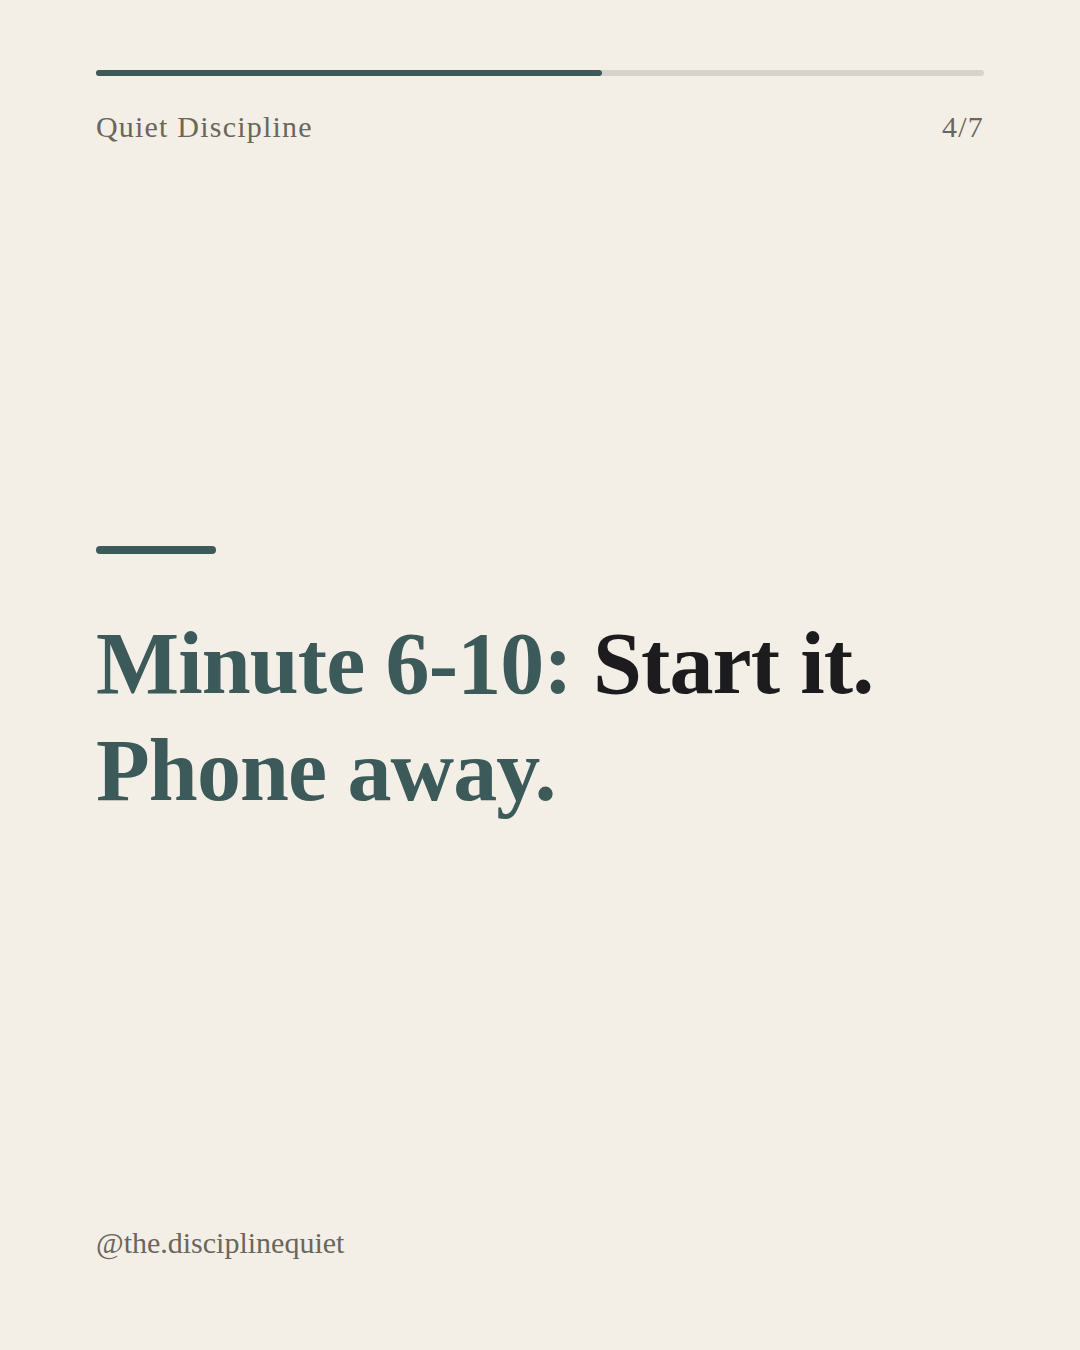 Quiet Discipline
4/7
Minute 6-10: Start it.
Phone away.
@the.disciplinequiet